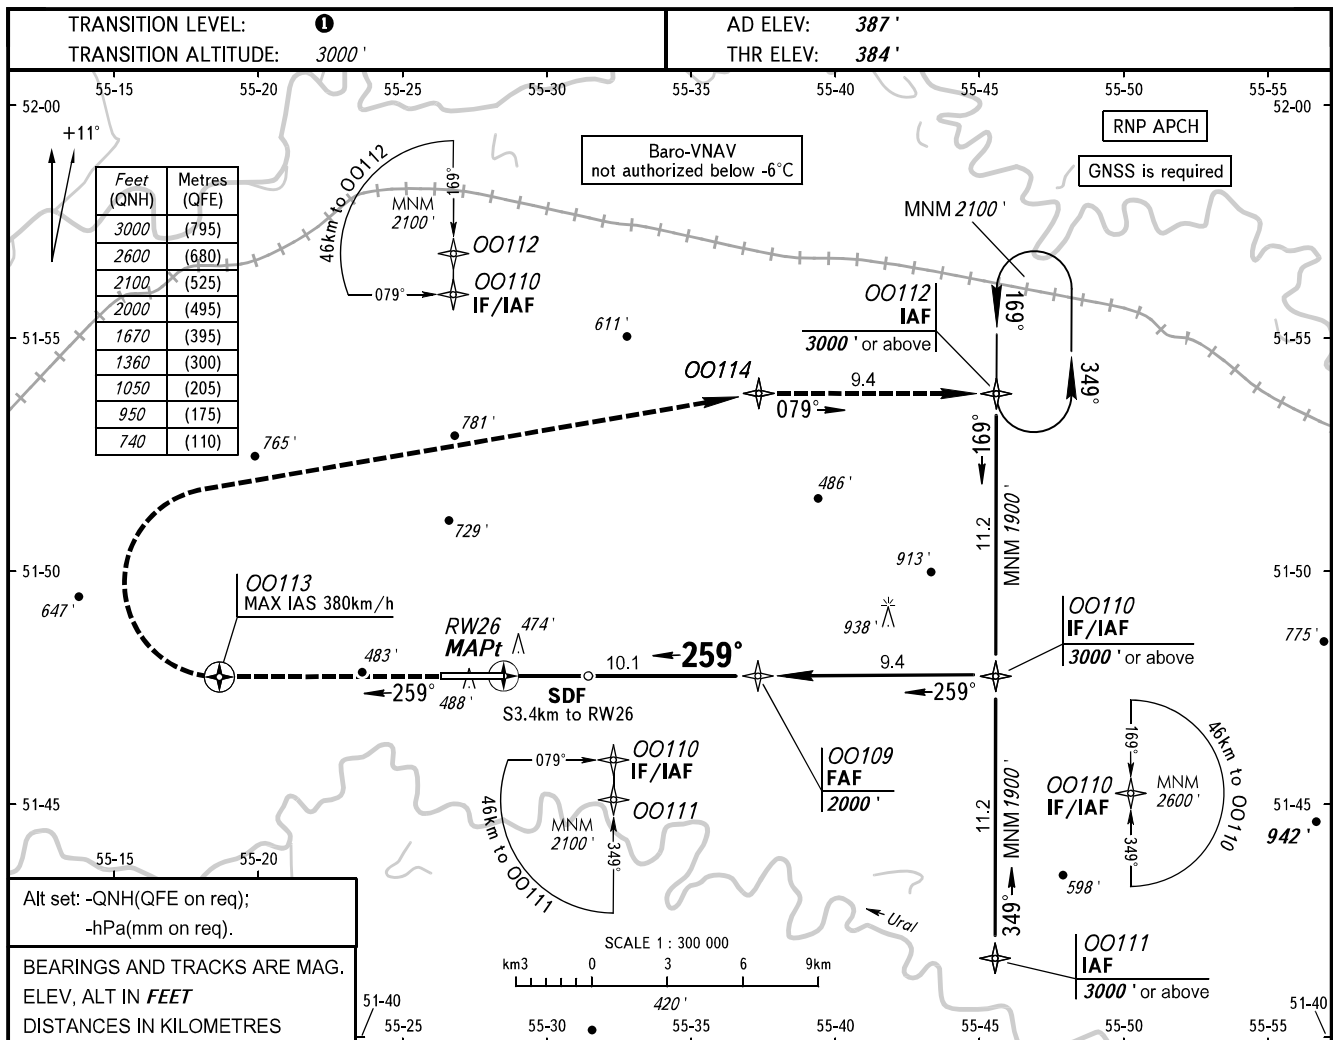 TRANSITION LEVEL: ❶
TRANSITION ALTITUDE: 3000 '
AD ELEV: 387 '
THR ELEV: 384 '
55-15 55-20 55-25 55-30 55-35 55-40 55-45 55-50 55-55
52-00 52-00
+11°
Feet (QNH) Metres (QFE)
3000 (795)
2600 (680)
2100 (525)
2000 (495)
1670 (395)
1360 (300)
1050 (205)
950 (175)
740 (110)
46km to OO112
169°
MNM
2100 '
OO112
OO110
IF/IAF
079°
Baro-VNAV
not authorized below -6°C
RNP APCH
GNSS is required
MNM 2100 '
OO112
IAF
3000 ' or above
169°
349°
51-55 51-55
611 '
OO114
9.4
079°
781 '
765 '
169°
486 '
729 '
11.2
MNM 1900 '
913 '
51-50 51-50
647 '
OO113
MAX IAS 380km/h
RW26
MAPt
474 '
938 '
OO110
IF/IAF
3000 ' or above
775 '
483 '
259°
488 '
10.1
259°
9.4
259°
SDF
S3.4km to RW26
OO109
FAF
2000 '
079°
OO110
IF/IAF
OO111
MNM
2100 '
349°
46km to OO111
11.2
MNM 1900 '
349°
169°
OO110
IF/IAF
MNM
2600 '
349°
46km to OO110
51-45 51-45
942 '
55-15 55-20
598 '
Ural
OO111
IAF
3000 ' or above
Alt set: -QNH(QFE on req);
-hPa(mm on req).
BEARINGS AND TRACKS ARE MAG.
ELEV, ALT IN FEET
DISTANCES IN KILOMETRES
SCALE 1 : 300 000
km3 0 3 6 9km
420 '
51-40 51-40
55-25 55-30 55-35 55-40 55-45 55-50 55-55